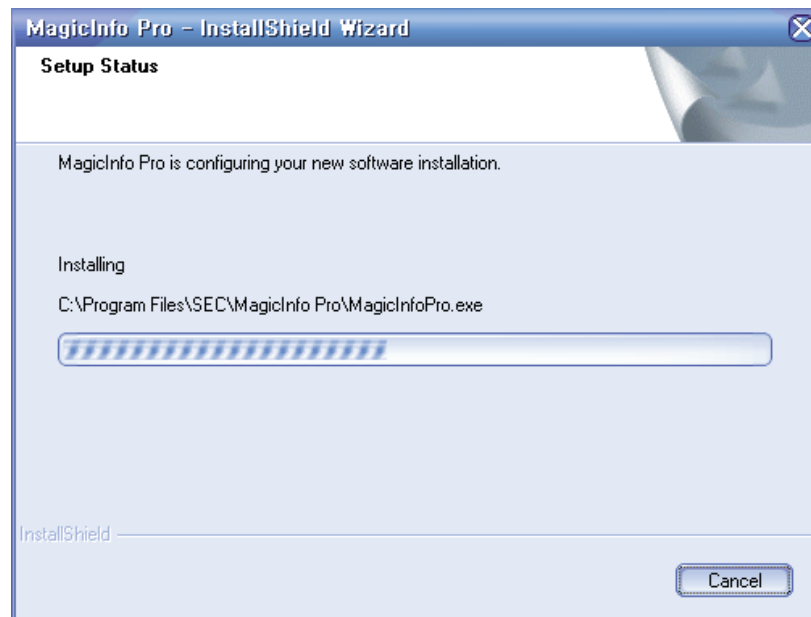 MagicInfo Pro - InstallShield Wizard
Setup Status
MagicInfo Pro is configuring your new software installation.
Installing
C:\Program Files\SEC\MagicInfo Pro\MagicInfoPro.exe
InstallShield
Cancel